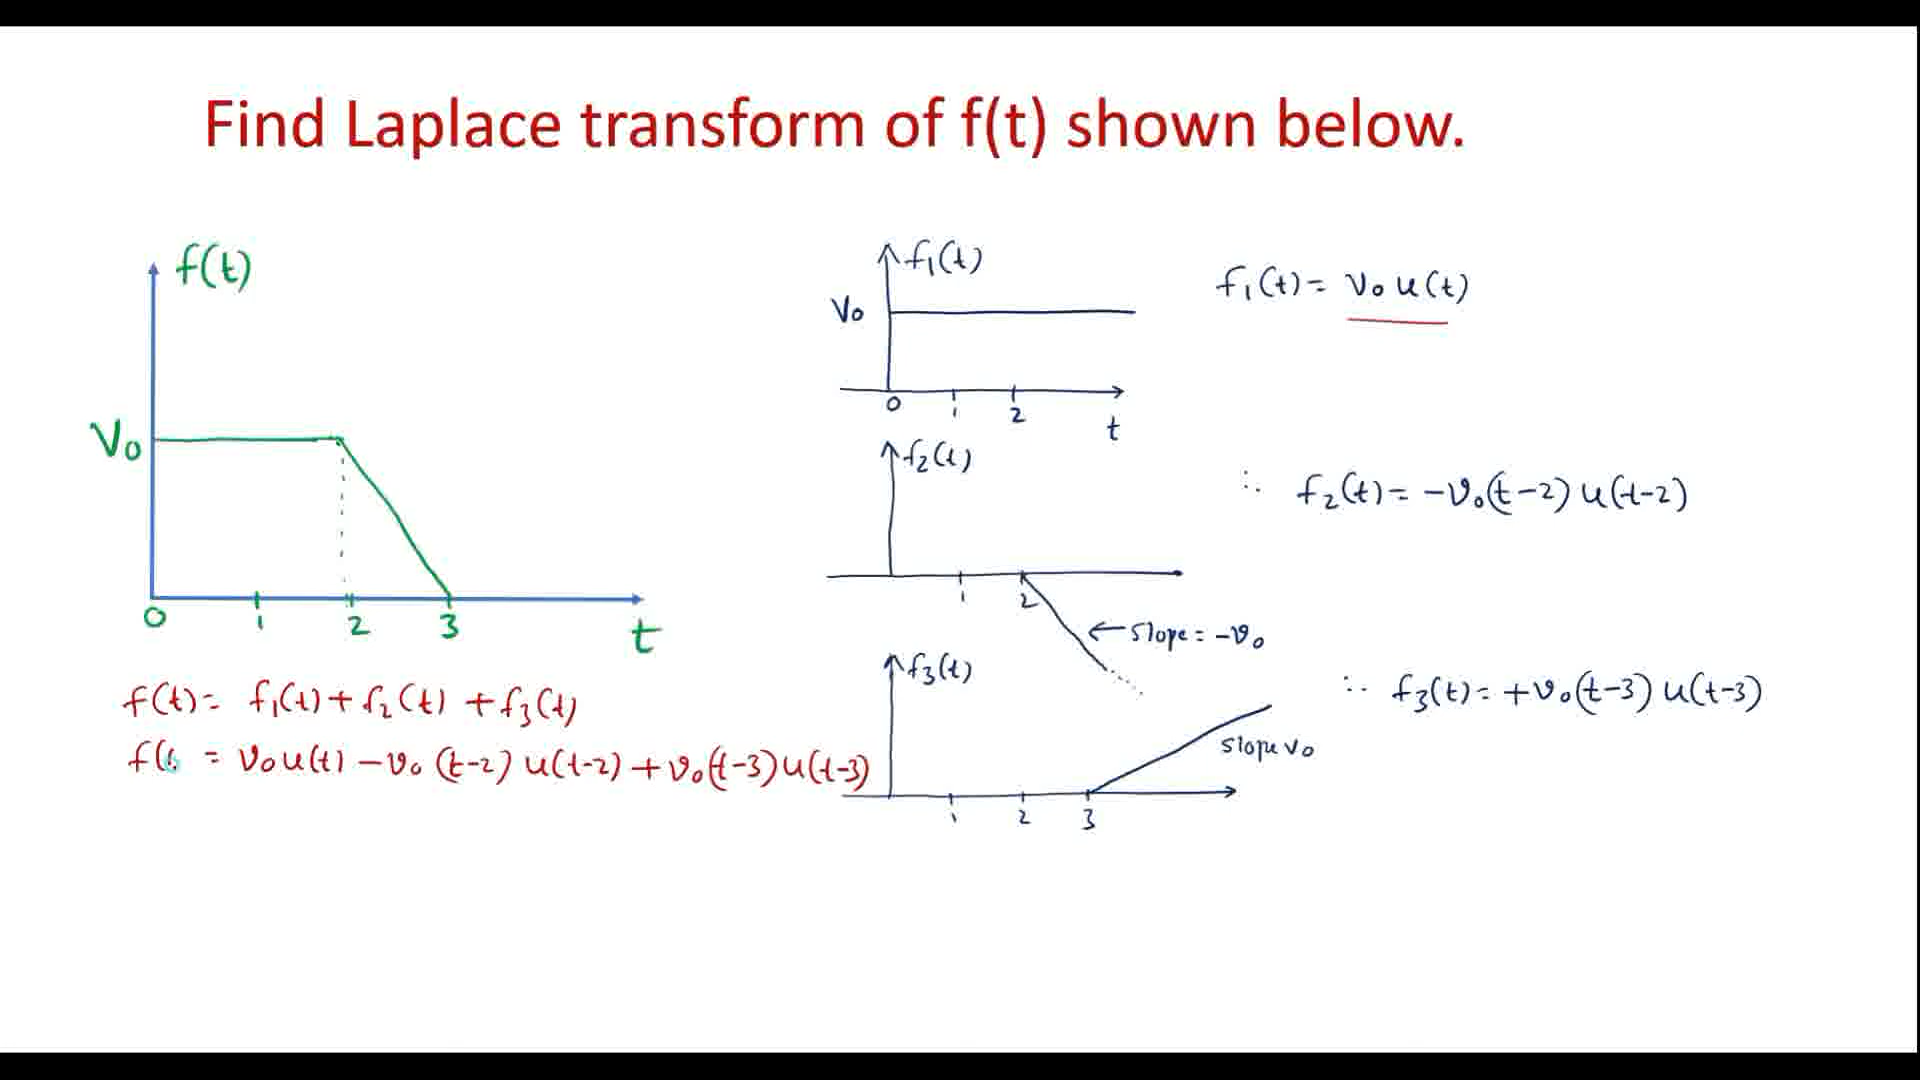 Find Laplace transform of f(t) shown below.
f(t)
V₀
0 1 2 3 t
f(t) = f₁(t) + f₂(t) + f₃(t)
f(t = V₀u(t) - V₀(t-2) u(t-2) + V₀(t-3) u(t-3)
f₁(t)
V₀
0 1 2
t
f₁(t) = V₀ u(t)
f₂(t)
1 2
← slope = -V₀
∴ f₂(t) = -V₀(t-2) u(t-2)
f₃(t)
slope V₀
1 2 3
∴ f₃(t) = +V₀(t-3) u(t-3)